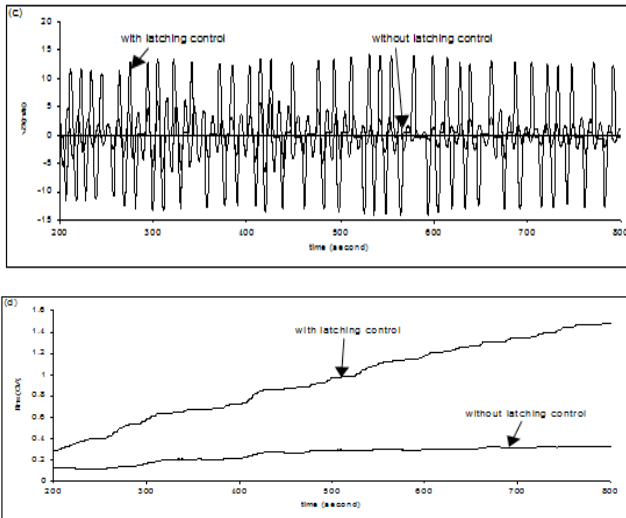 (c)
with latching control
without latching control
20
15
10
5
0
-5
-10
-15
200 300 400 500 600 700 800
time (second)
(d)
1.6
1.4
1.2
1
0.8
0.6
0.4
0.2
0
with latching control
without latching control
200 300 400 500 600 700 800
time (second)